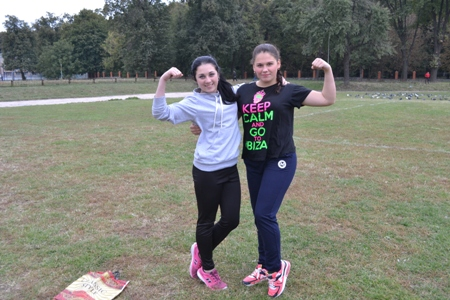 KEEP
CALM
AND
GO
TO
IBIZA